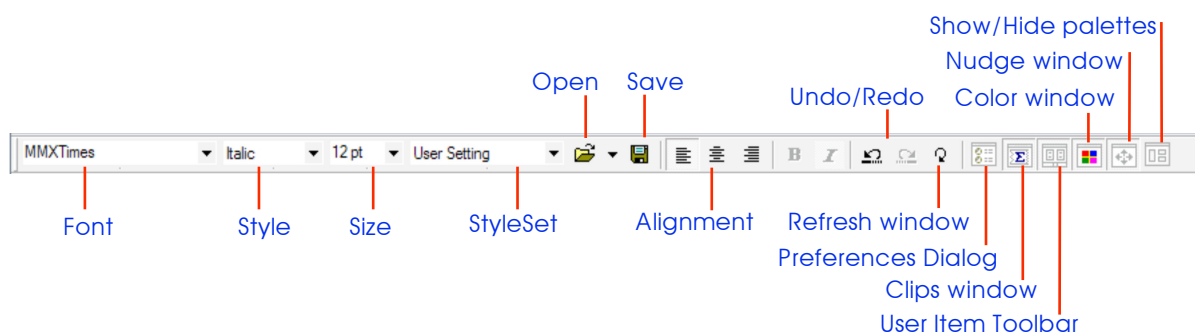 Show/Hide palettes
Nudge window
Open Save Undo/Redo Color window
MMXTimes Italic 12 pt User Setting B I Σ
Font Style Size StyleSet Alignment Refresh window
Preferences Dialog
Clips window
User Item Toolbar